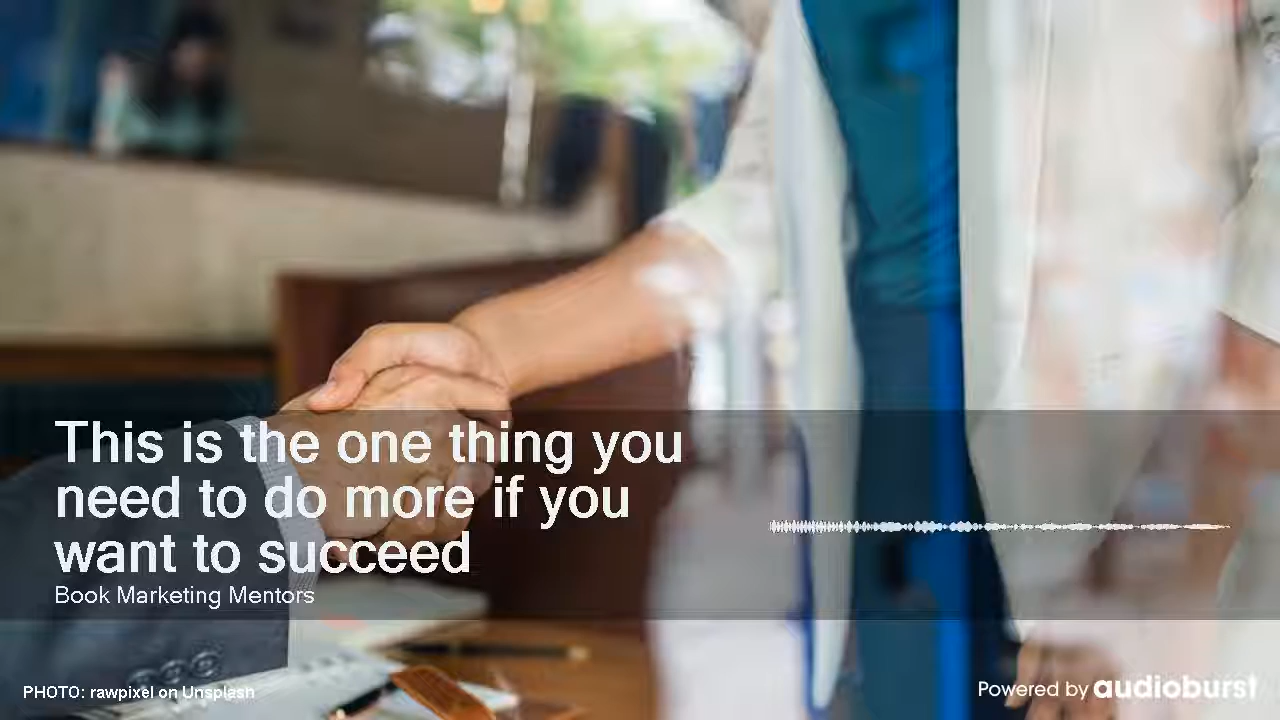 This is the one thing you
need to do more if you
want to succeed
Book Marketing Mentors
PHOTO: rawpixel on Unsplash
Powered by audioburst